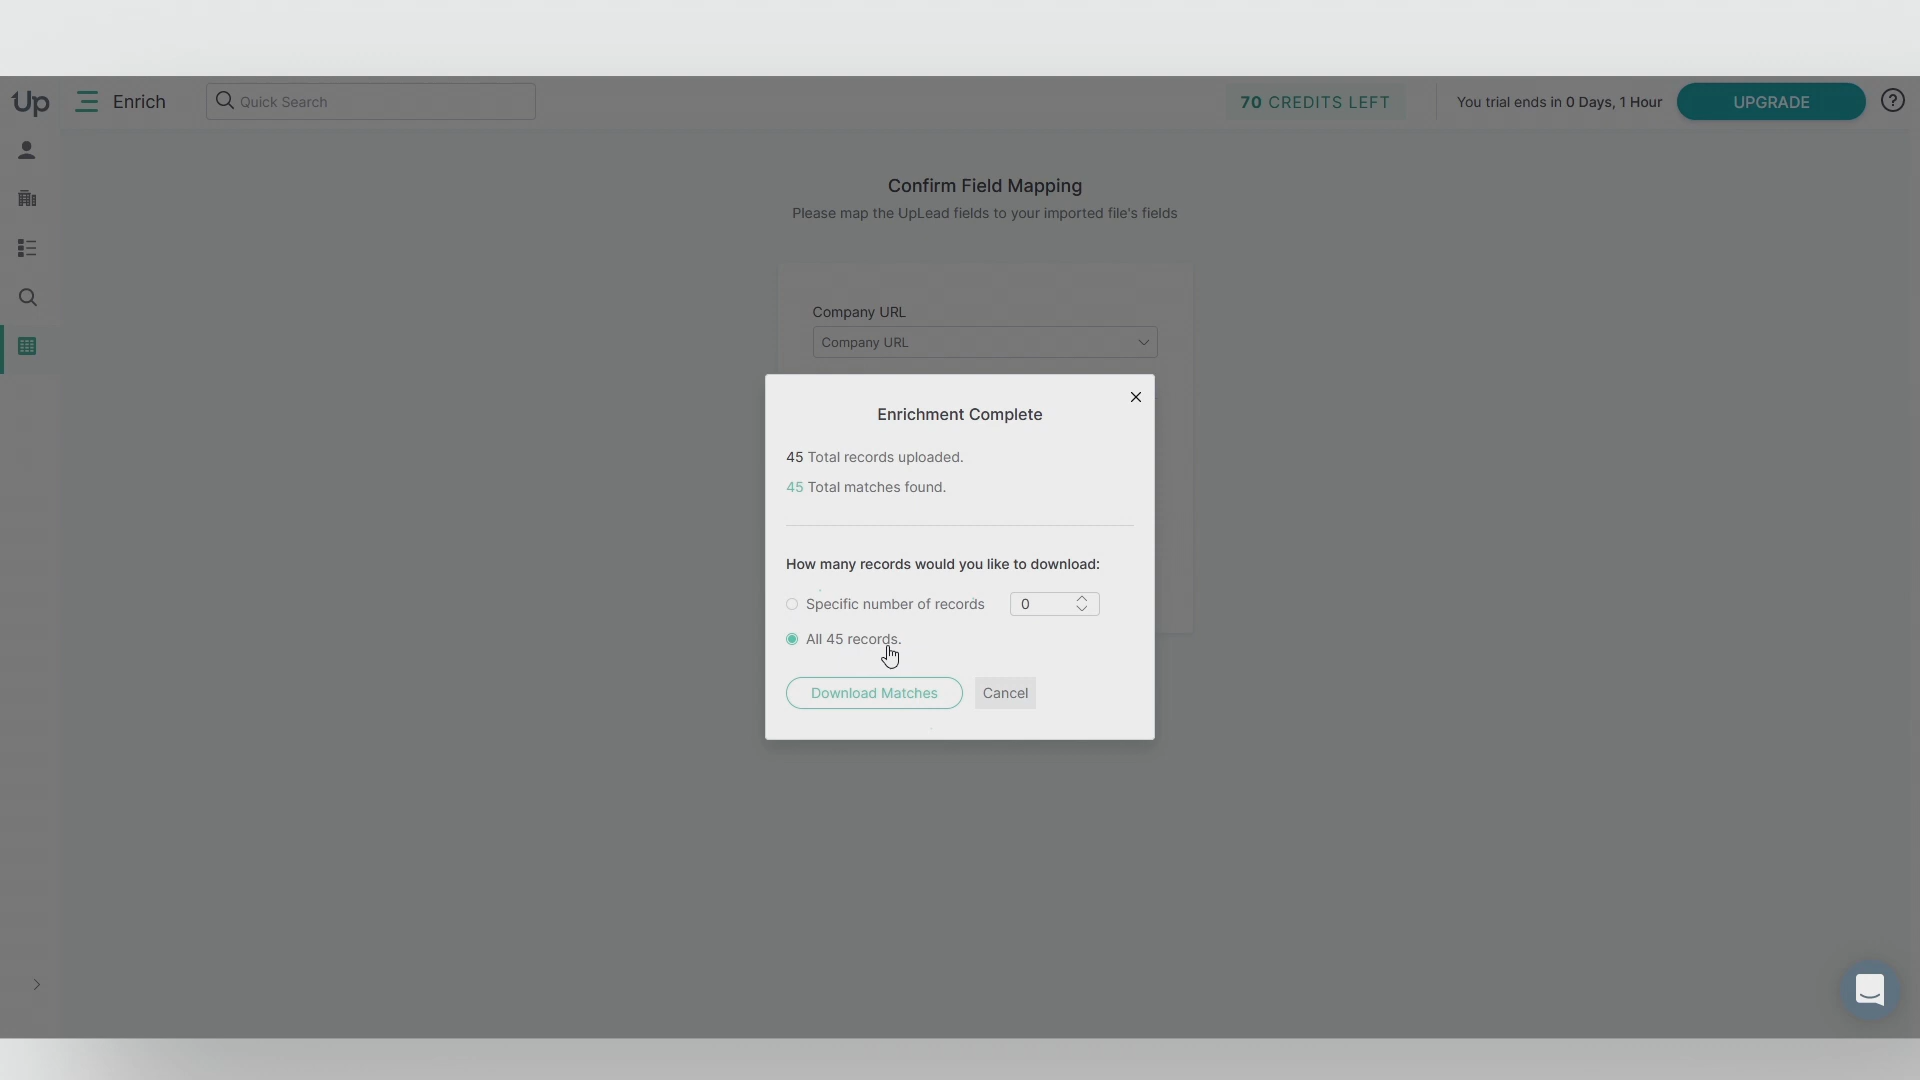 Up
Enrich
Quick Search
70 CREDITS LEFT
You trial ends in 0 Days, 1 Hour
UPGRADE
Confirm Field Mapping
Please map the UpLead fields to your imported file's fields
Company URL
Company URL
Enrichment Complete
45 Total records uploaded.
45 Total matches found.
How many records would you like to download:
Specific number of records 0
All 45 records.
Download Matches
Cancel